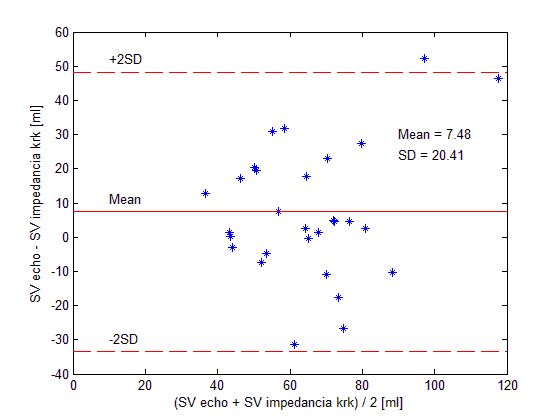 60
50
40
30
20
10
0
-10
-20
-30
-40
SV echo - SV impedancia krk [ml]
+2SD
Mean = 7.48
SD = 20.41
Mean
-2SD
0 20 40 60 80 100 120
(SV echo + SV impedancia krk) / 2 [ml]